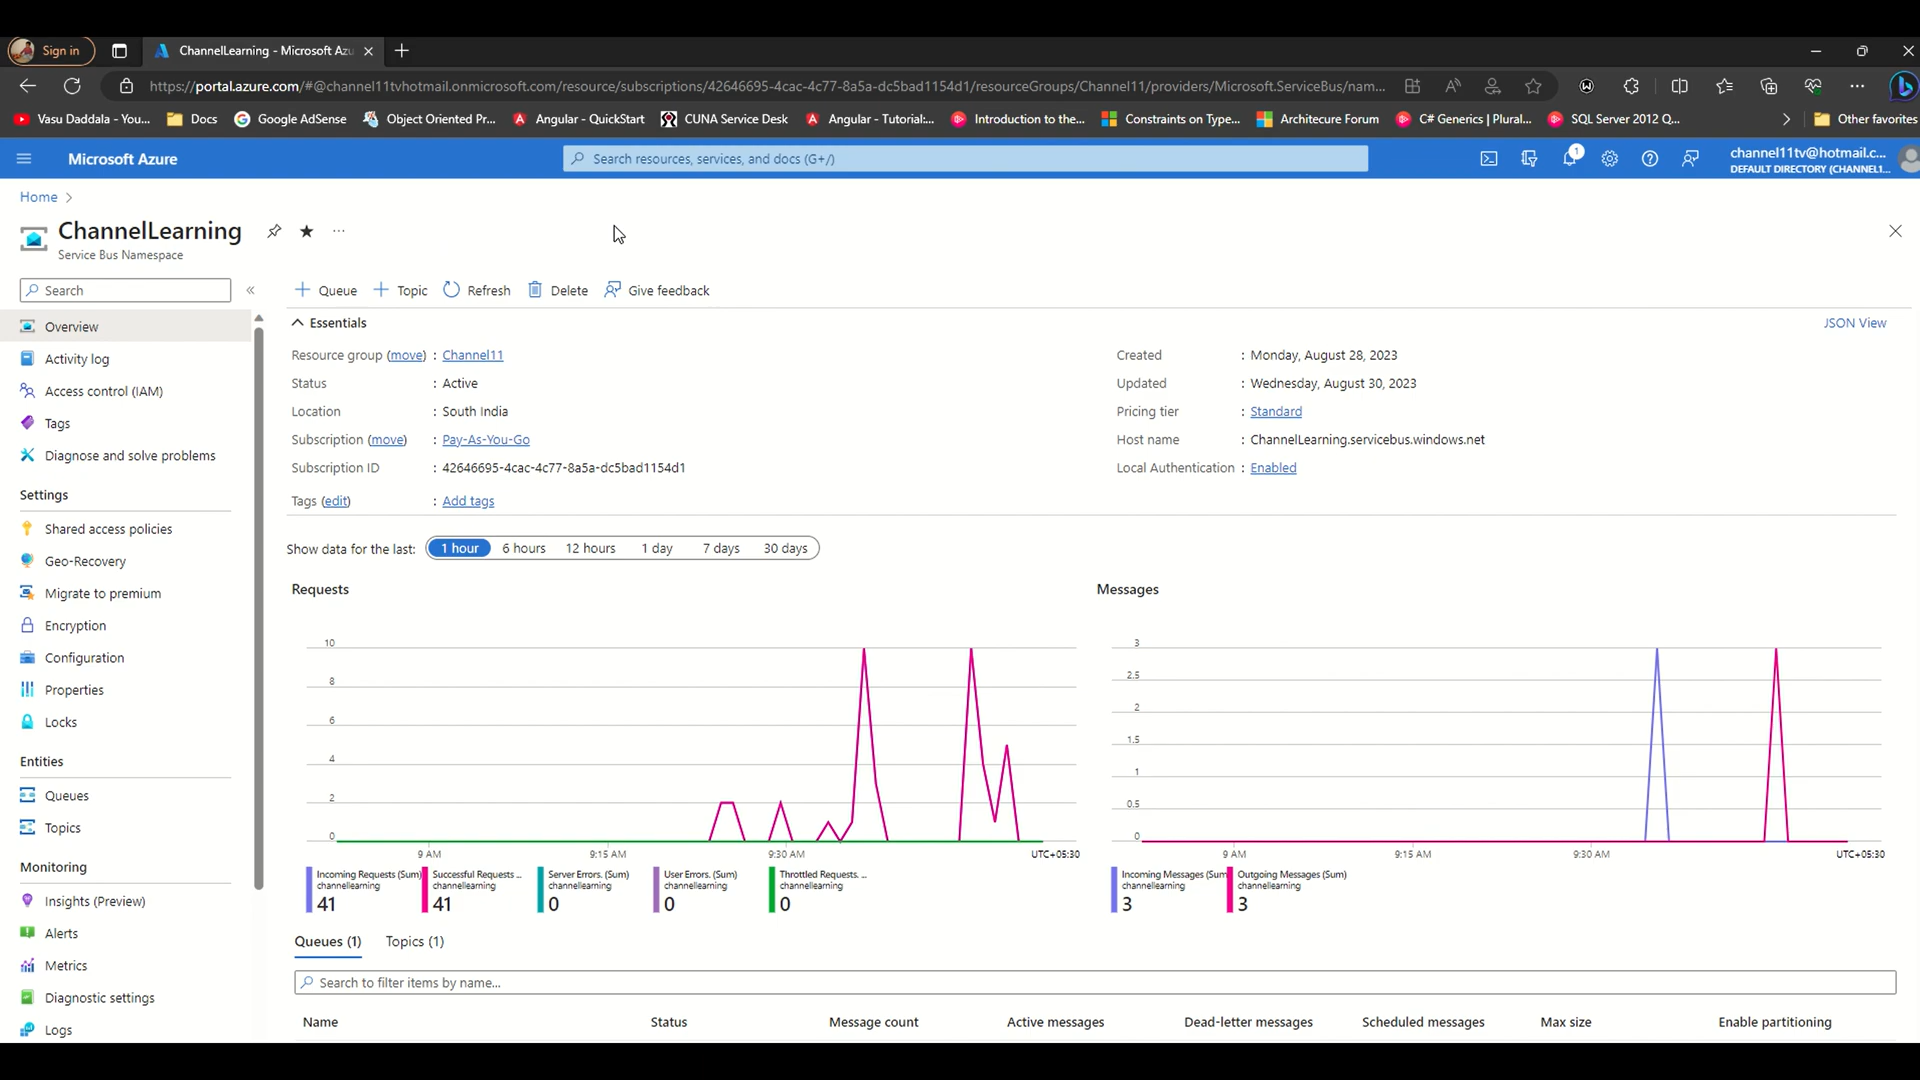 Sign in
ChannelLearning - Microsoft Azu
https://portal.azure.com/#@channel11tvhotmail.onmicrosoft.com/resource/subscriptions/42646695-4cac-4c77-8a5a-dc5bad1154d1/resourceGroups/Channel11/providers/Microsoft.ServiceBus/nam...
Vasu Daddala - You... Docs Google AdSense Object Oriented Pr... Angular - QuickStart CUNA Service Desk Angular - Tutorial:... Introduction to the... Constraints on Type... Architecure Forum C# Generics | Plural... SQL Server 2012 Q... Other favorites
Microsoft Azure
Search resources, services, and docs (G+/)
1
channel11tv@hotmail.c...
DEFAULT DIRECTORY (CHANNEL1...
Home
ChannelLearning
Service Bus Namespace
Search
Queue Topic Refresh Delete Give feedback
Overview
Activity log
Access control (IAM)
Tags
Diagnose and solve problems
Settings
Shared access policies
Geo-Recovery
Migrate to premium
Encryption
Configuration
Properties
Locks
Entities
Queues
Topics
Monitoring
Insights (Preview)
Alerts
Metrics
Diagnostic settings
Logs
Essentials
JSON View
Resource group (move) : Channel11
Status : Active
Location : South India
Subscription (move) : Pay-As-You-Go
Subscription ID : 42646695-4cac-4c77-8a5a-dc5bad1154d1
Tags (edit) : Add tags
Created : Monday, August 28, 2023
Updated : Wednesday, August 30, 2023
Pricing tier : Standard
Host name : ChannelLearning.servicebus.windows.net
Local Authentication : Enabled
Show data for the last: 1 hour 6 hours 12 hours 1 day 7 days 30 days
Requests
10
8
6
4
2
0
9 AM 9:15 AM 9:30 AM UTC+05:30
Incoming Requests (Sum)
channellearning
41
Successful Requests ...
channellearning
41
Server Errors. (Sum)
channellearning
0
User Errors. (Sum)
channellearning
0
Throttled Requests. ...
channellearning
0
Messages
3
2.5
2
1.5
1
0.5
0
9 AM 9:15 AM 9:30 AM UTC+05:30
Incoming Messages (Sum
channellearning
3
Outgoing Messages (Sum)
channellearning
3
Queues (1) Topics (1)
Search to filter items by name...
Name Status Message count Active messages Dead-letter messages Scheduled messages Max size Enable partitioning